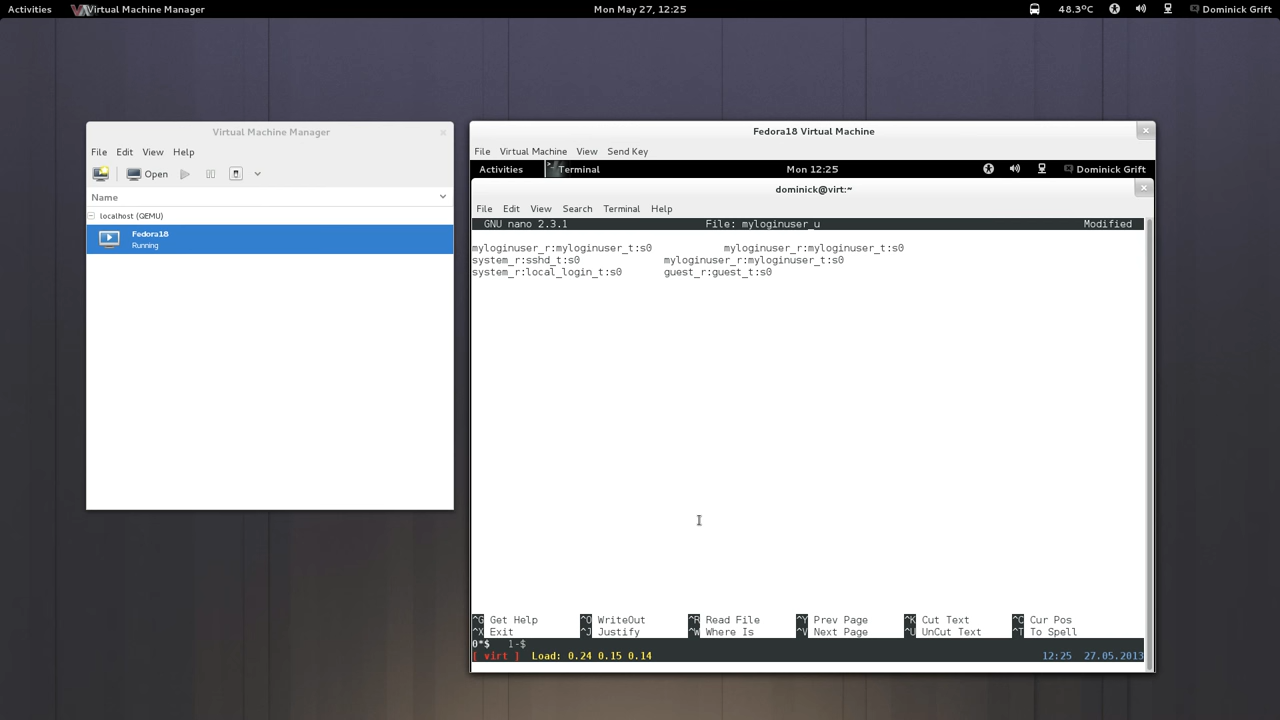 Activities Virtual Machine Manager Mon May 27, 12:25 48.3°C Dominick Grift
Virtual Machine Manager
File Edit View Help
Open
Name
localhost (QEMU)
Fedora18
Running
Fedora18 Virtual Machine
File Virtual Machine View Send Key
Activities Terminal Mon 12:25 Dominick Grift
dominick@virt:~
File Edit View Search Terminal Help
GNU nano 2.3.1 File: myloginuser_u Modified
myloginuser_r:myloginuser_t:s0 myloginuser_r:myloginuser_t:s0
system_r:sshd_t:s0 myloginuser_r:myloginuser_t:s0
system_r:local_login_t:s0 guest_r:guest_t:s0
^G Get Help ^O WriteOut ^R Read File ^Y Prev Page ^K Cut Text ^C Cur Pos
^X Exit ^J Justify ^W Where Is ^V Next Page ^U UnCut Text ^T To Spell
0*$ 1-$
[ virt ] Load: 0.24 0.15 0.14 12:25 27.05.2013